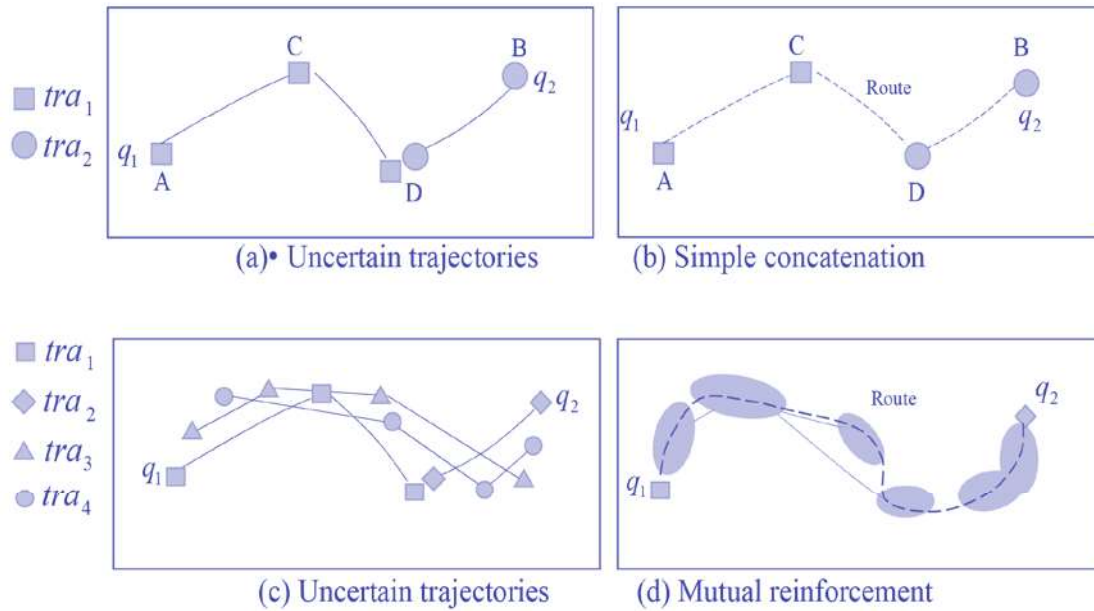 C
B
q2
tra1
tra2
q1
A
D
(a)• Uncertain trajectories
C
B
Route
q1
q2
A
D
(b) Simple concatenation
tra1
tra2
tra3
tra4
q2
q1
(c) Uncertain trajectories
q2
Route
q1
(d) Mutual reinforcement